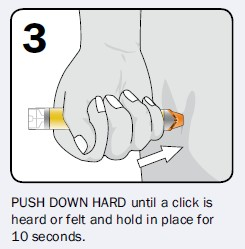 3
PUSH DOWN HARD until a click is
heard or felt and hold in place for
10 seconds.